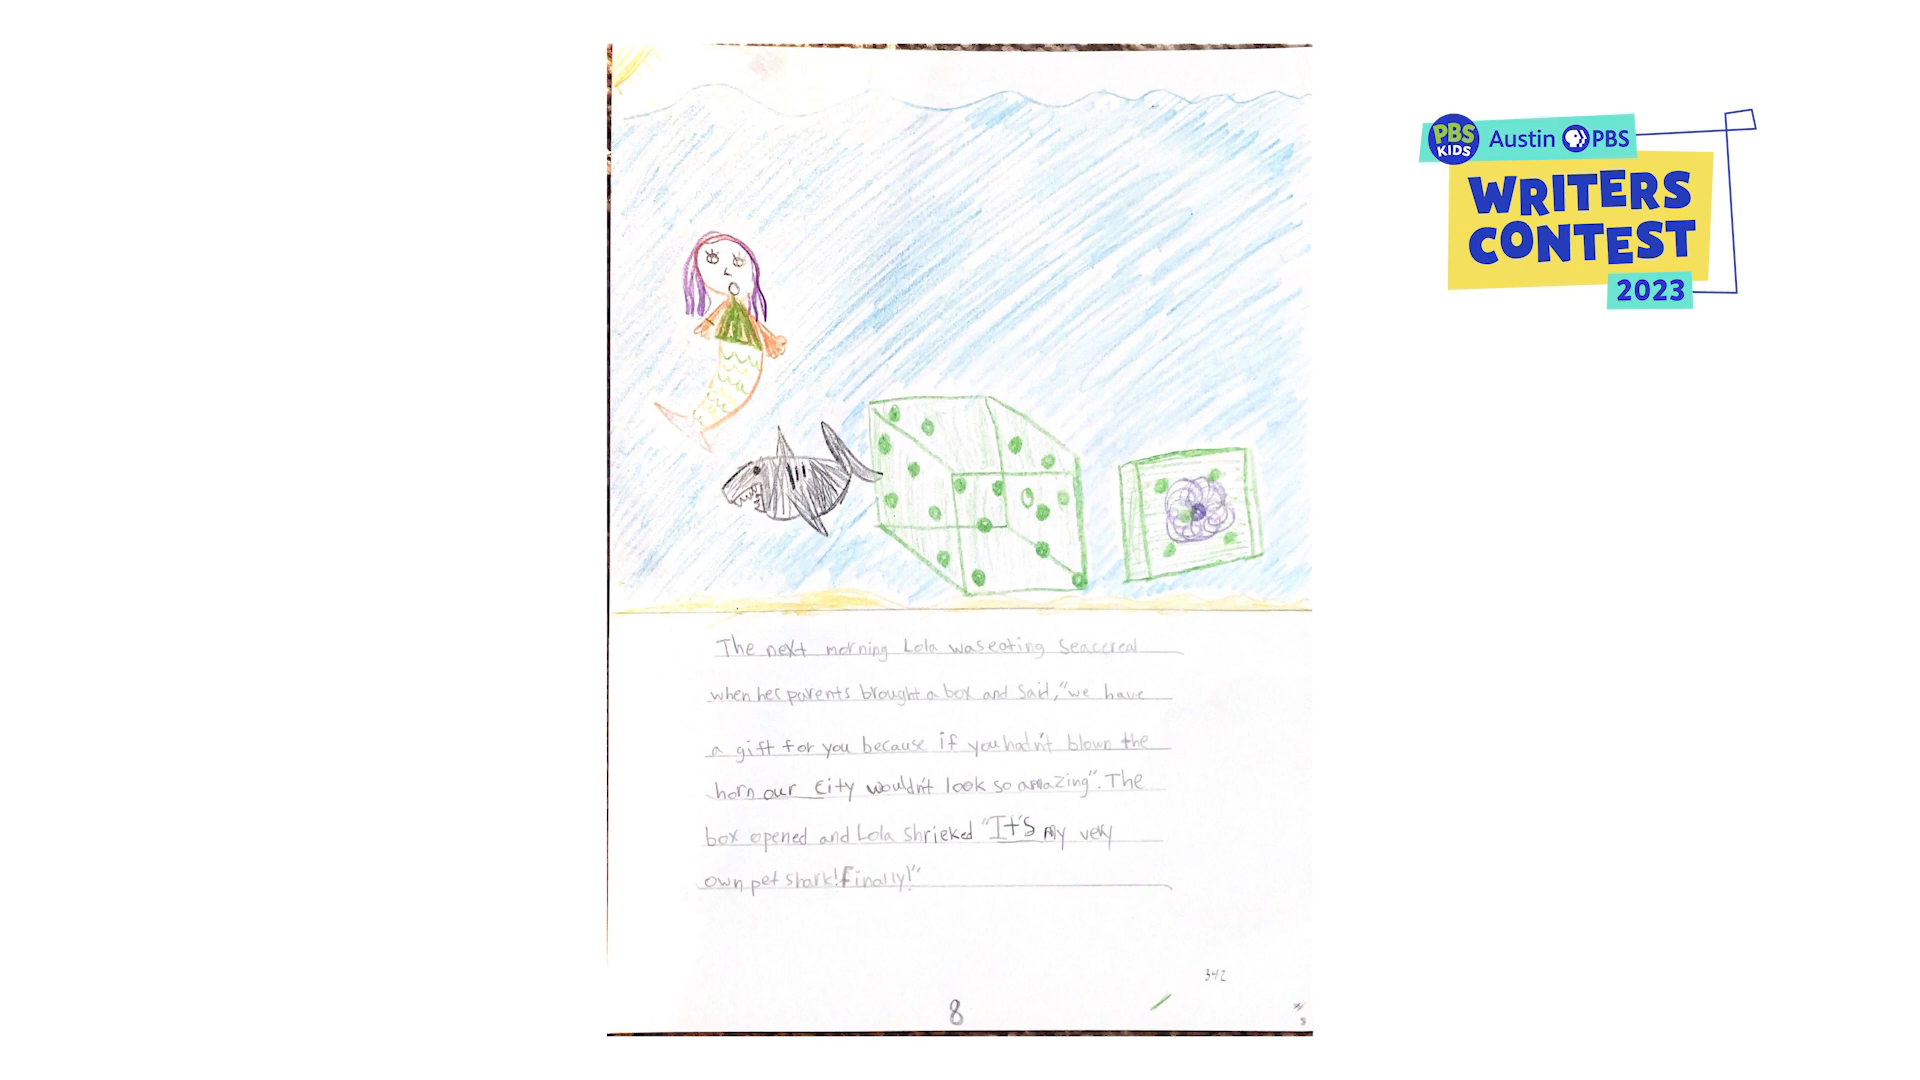 PBS
KIDS
Austin PBS
WRITERS
CONTEST
2023
The next morning Lola was eating Seacereal
when her parents brought a box and said, "we have
a gift for you because if you hadn't blown the
horn our City wouldn't look so amazing". The
box opened and Lola shrieked "It's My very
own pet shark! Finally!"
342
8